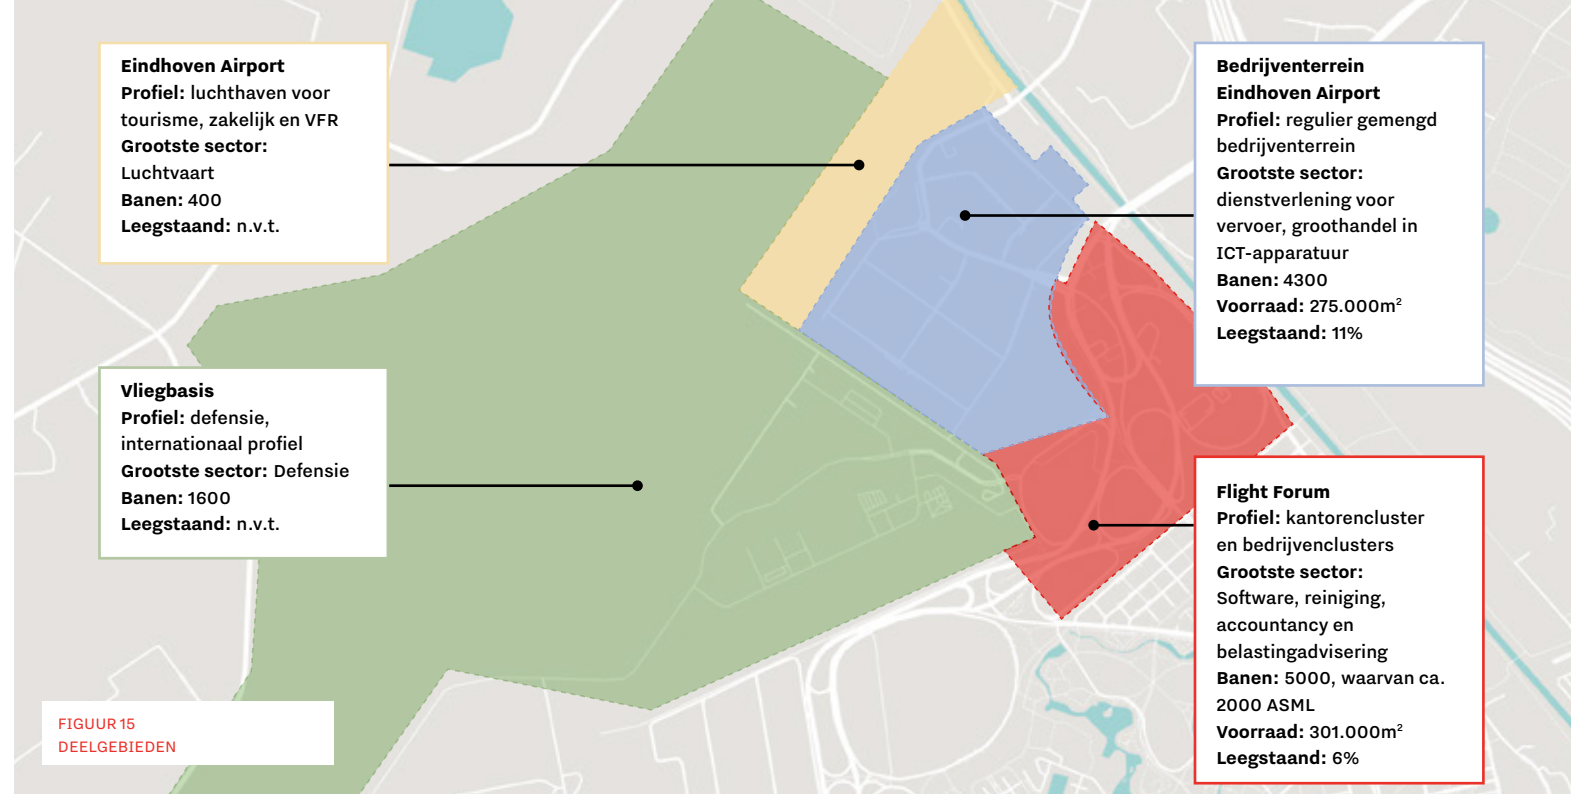 Eindhoven Airport
Profiel: luchthaven voor
tourisme, zakelijk en VFR
Grootste sector:
Luchtvaart
Banen: 400
Leegstaand: n.v.t.
Vliegbasis
Profiel: defensie,
internationaal profiel
Grootste sector: Defensie
Banen: 1600
Leegstaand: n.v.t.
Bedrijventerrein
Eindhoven Airport
Profiel: regulier gemengd
bedrijventerrein
Grootste sector:
dienstverlening voor
vervoer, groothandel in
ICT-apparatuur
Banen: 4300
Voorraad: 275.000m²
Leegstaand: 11%
Flight Forum
Profiel: kantorencluster
en bedrijvenclusters
Grootste sector:
Software, reiniging,
accountancy en
belastingadvisering
Banen: 5000, waarvan ca.
2000 ASML
Voorraad: 301.000m²
Leegstaand: 6%
FIGUUR 15
DEELGEBIEDEN